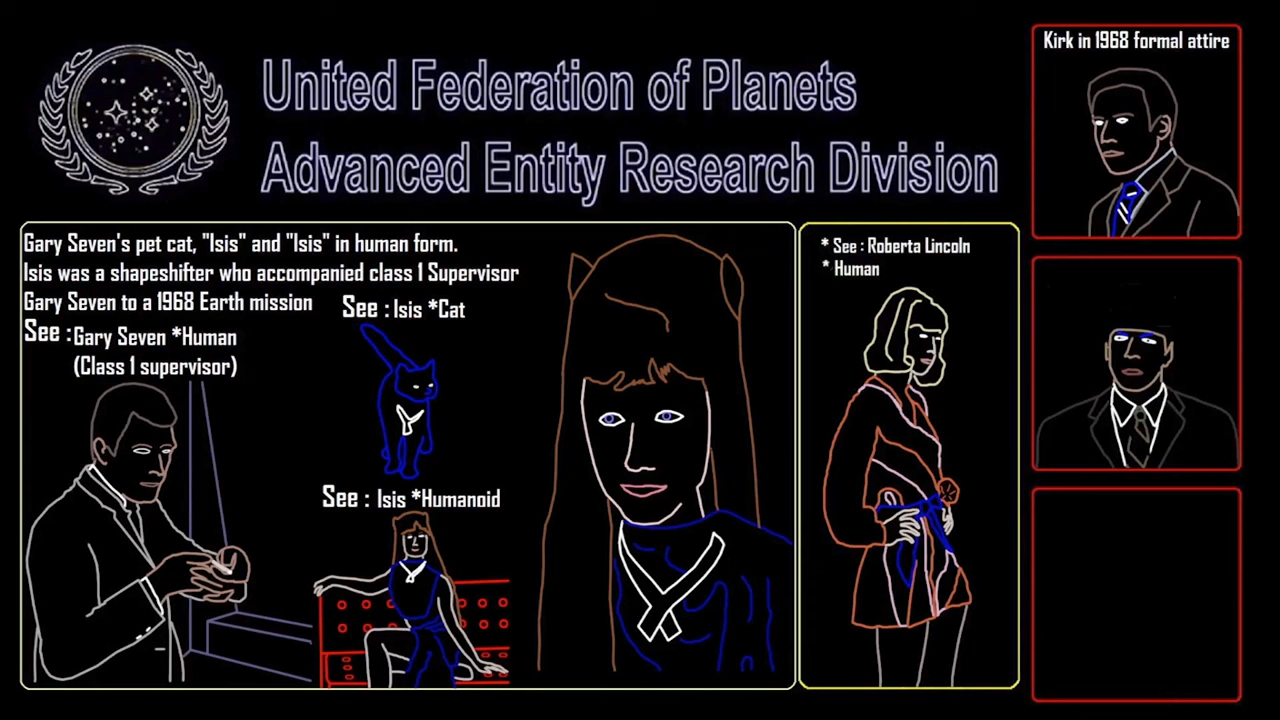 United Federation of Planets
Advanced Entity Research Division
Gary Seven's pet cat, "Isis" and "Isis" in human form.
Isis was a shapeshifter who accompanied class 1 Supervisor
Gary Seven to a 1968 Earth mission
See : Gary Seven *Human
(Class 1 supervisor)
See : Isis *Cat
See : Isis *Humanoid
* See : Roberta Lincoln
* Human
Kirk in 1968 formal attire